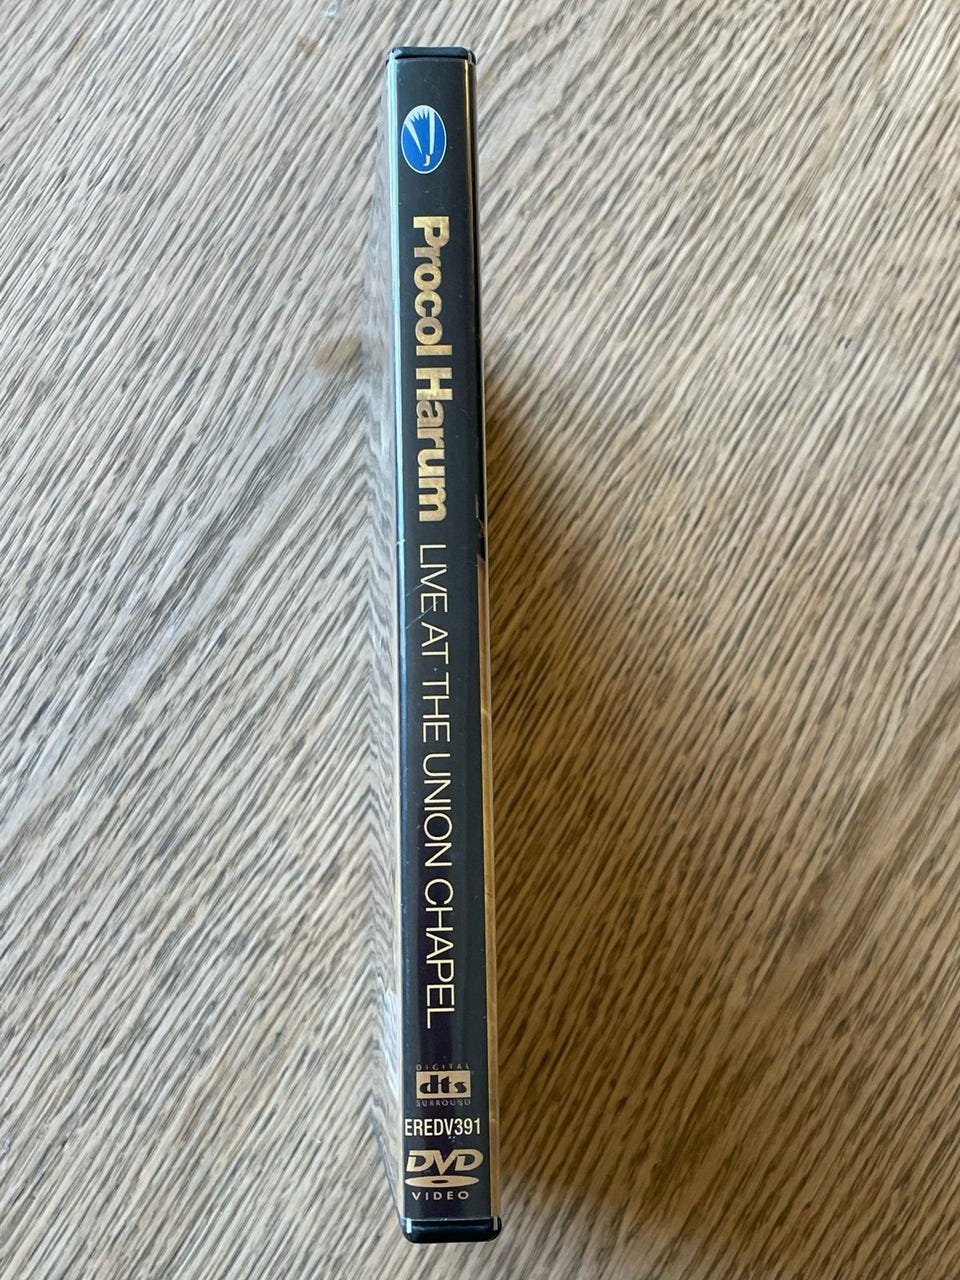 Procol Harum LIVE AT THE UNION CHAPEL
DIGITAL
dts
SURROUND
EREDV391
DVD
VIDEO